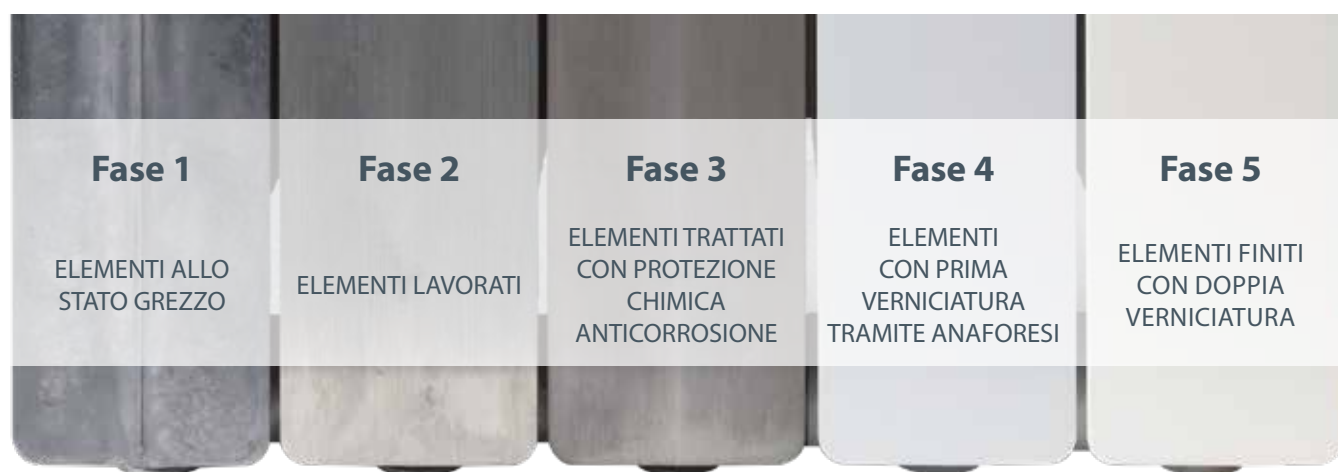 Fase 1
ELEMENTI ALLO
STATO GREZZO
Fase 2
ELEMENTI LAVORATI
Fase 3
ELEMENTI TRATTATI
CON PROTEZIONE
CHIMICA
ANTICORROSIONE
Fase 4
ELEMENTI
CON PRIMA
VERNICIATURA
TRAMITE ANAFORESI
Fase 5
ELEMENTI FINITI
CON DOPPIA
VERNICIATURA